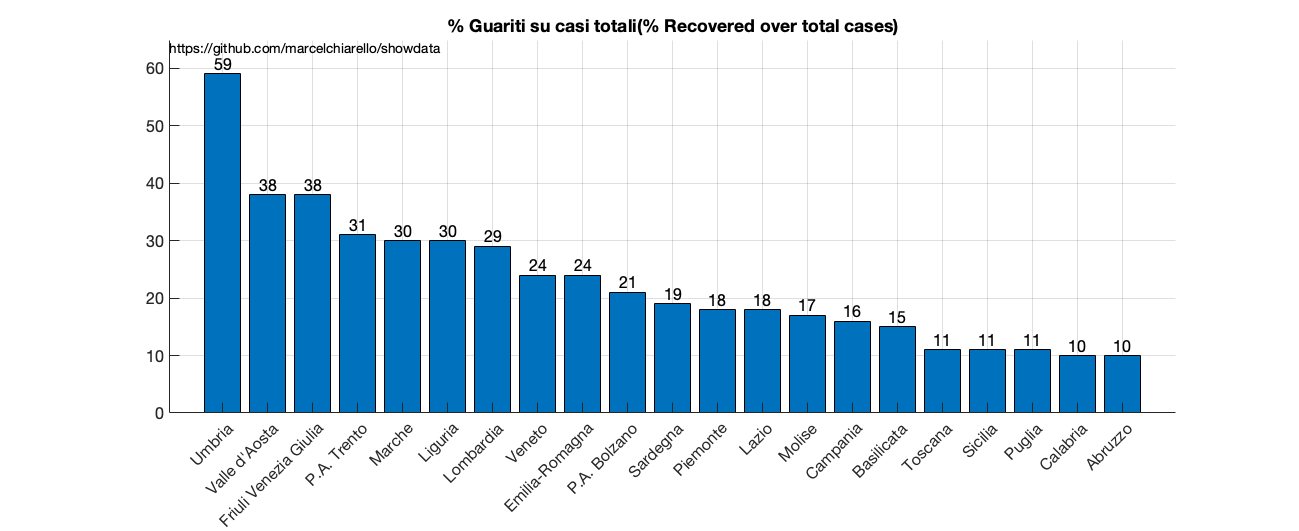 % Guariti su casi totali(% Recovered over total cases)
https://github.com/marcelchiarello/showdata
60
50
40
30
20
10
0
59
38
38
31
30
30
29
24
24
21
19
18
18
17
16
15
11
11
11
10
10
Umbria
Valle d'Aosta
Friuli Venezia Giulia
P.A. Trento
Marche
Liguria
Lombardia
Veneto
Emilia-Romagna
P.A. Bolzano
Sardegna
Piemonte
Lazio
Molise
Campania
Basilicata
Toscana
Sicilia
Puglia
Calabria
Abruzzo